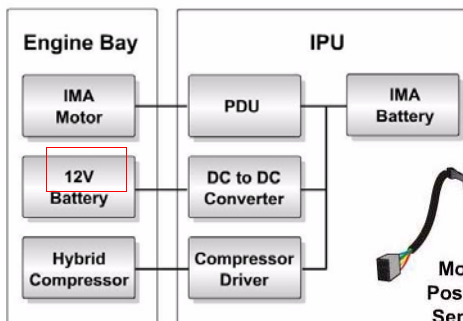 Engine Bay
IPU
IMA
Motor
PDU
IMA
Battery
12V
Battery
DC to DC
Converter
Hybrid
Compressor
Compressor
Driver